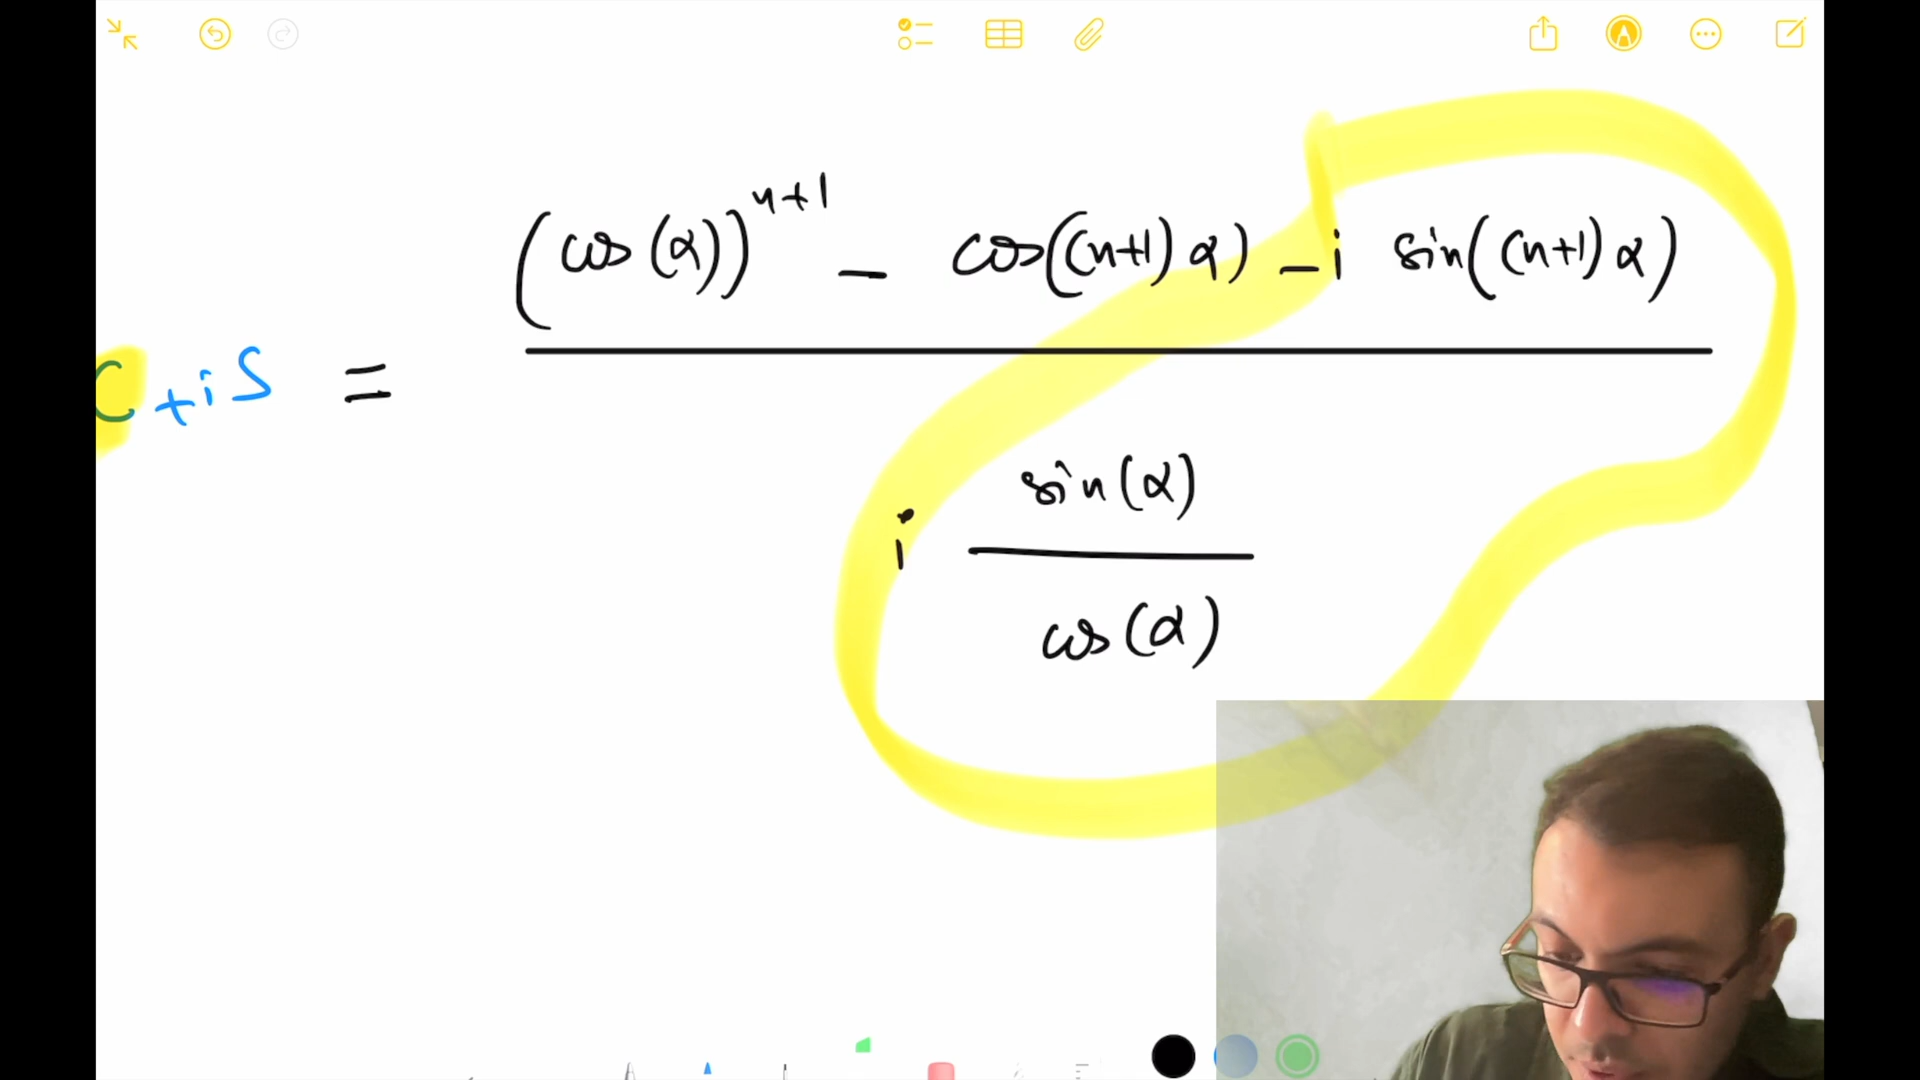 (cos(α))^n+1 − cos((n+1)α) − i sin((n+1)α)
C+iS =
i sin(α)
cos(α)